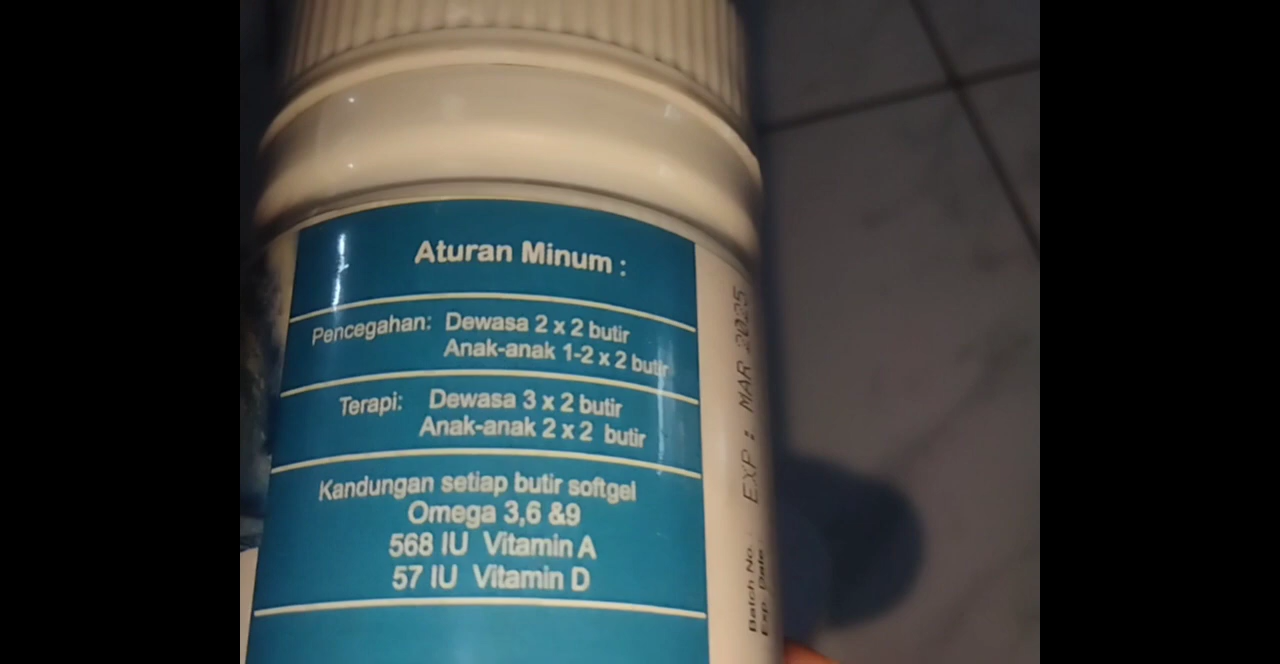 Aturan Minum :
Pencegahan: Dewasa 2 x 2 butir
Anak-anak 1-2 x 2 butir
Terapi: Dewasa 3 x 2 butir
Anak-anak 2 x 2 butir
Kandungan setiap butir softgel
Omega 3,6 &9
568 IU Vitamin A
57 IU Vitamin D
Batch No. :
Exp. Date :
EXP : MAR 2025